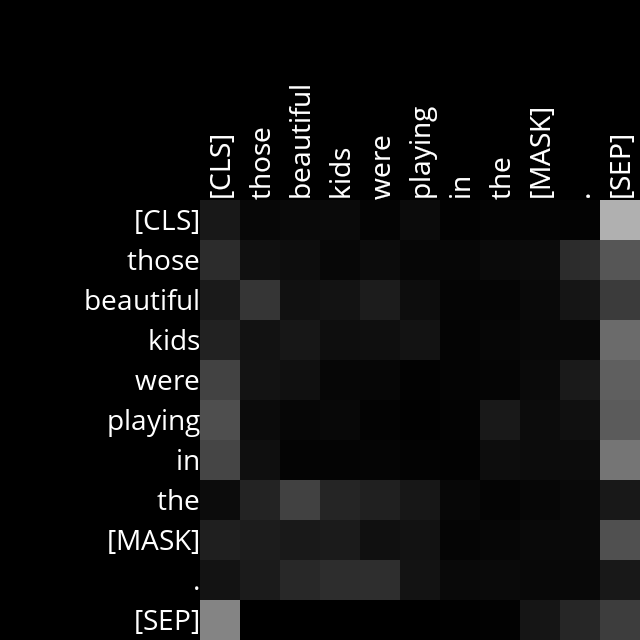 [CLS] those beautiful kids were playing in the [MASK] . [SEP]
[CLS]
those
beautiful
kids
were
playing
in
the
[MASK]
.
[SEP]